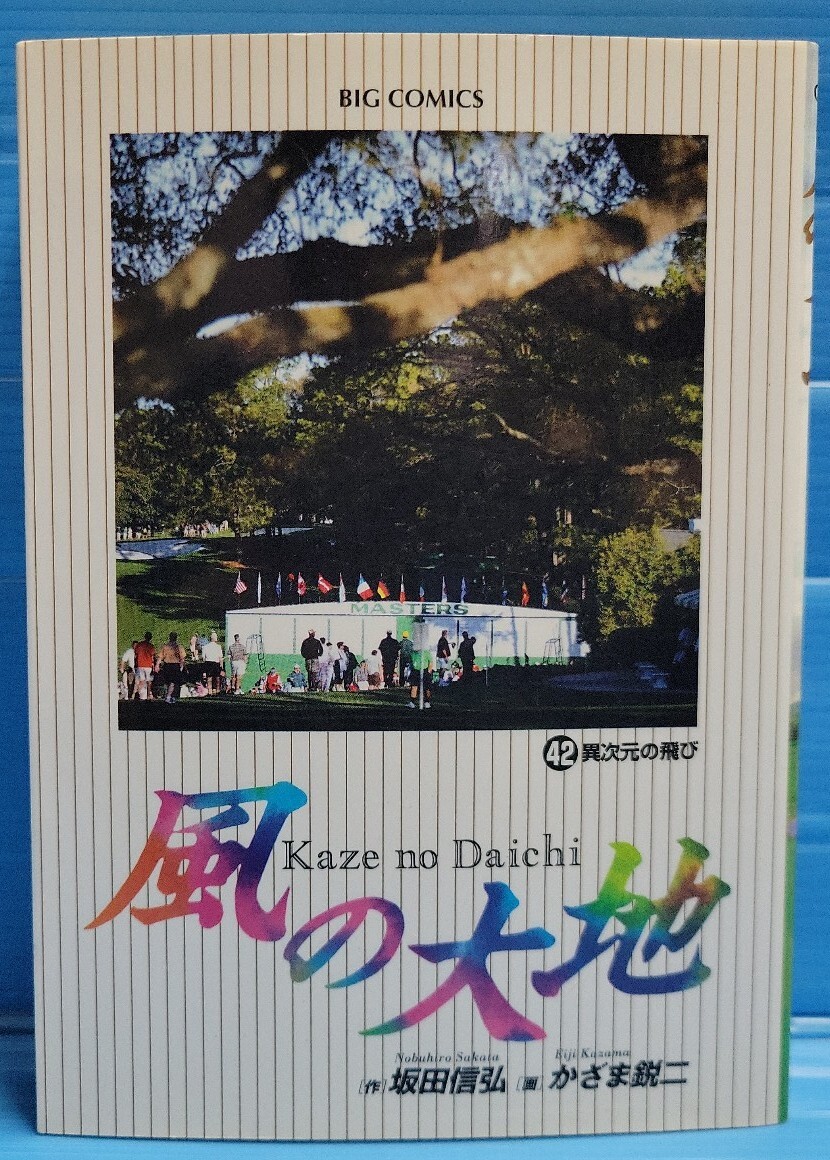 BIG COMICS
MASTERS
42 異次元の飛び
風の大地
Kaze no Daichi
Nobuhiro Sakata Eiji Kazama
[作] 坂田信弘 [画] かざま鋭二